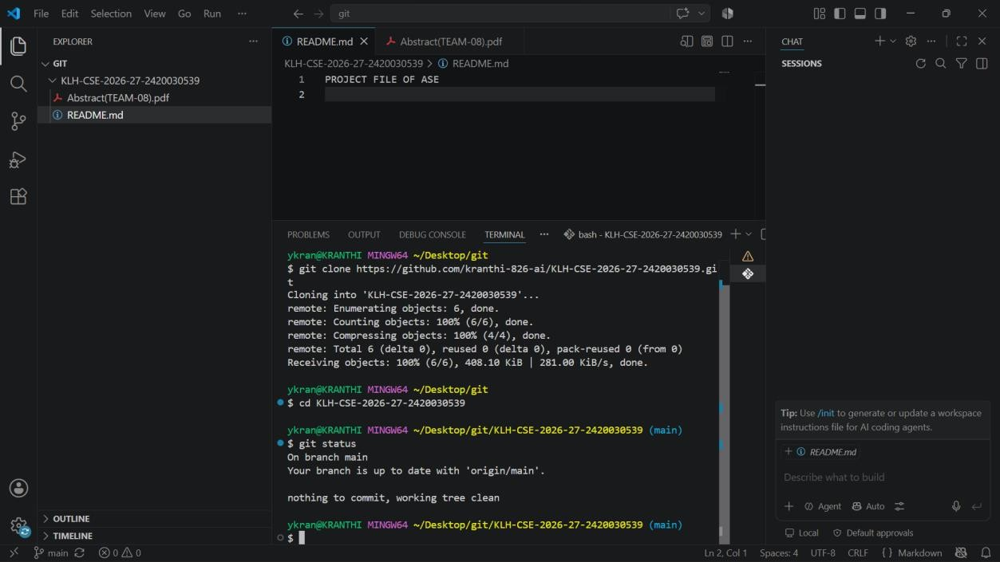 File Edit Selection View Go Run ···
git
EXPLORER ···
GIT
KLH-CSE-2026-27-2420030539
Abstract(TEAM-08).pdf
README.md
OUTLINE
TIMELINE
README.md
Abstract(TEAM-08).pdf
KLH-CSE-2026-27-2420030539 > README.md
1 PROJECT FILE OF ASE
2
PROBLEMS OUTPUT DEBUG CONSOLE TERMINAL ··· bash - KLH-CSE-2026-27-2420030539
ykran@KRANTHI MINGW64 ~/Desktop/git
$ git clone https://github.com/kranthi-826-ai/KLH-CSE-2026-27-2420030539.gi
t
Cloning into 'KLH-CSE-2026-27-2420030539'...
remote: Enumerating objects: 6, done.
remote: Counting objects: 100% (6/6), done.
remote: Compressing objects: 100% (4/4), done.
remote: Total 6 (delta 0), reused 0 (delta 0), pack-reused 0 (from 0)
Receiving objects: 100% (6/6), 408.10 KiB | 281.00 KiB/s, done.
ykran@KRANTHI MINGW64 ~/Desktop/git
$ cd KLH-CSE-2026-27-2420030539
ykran@KRANTHI MINGW64 ~/Desktop/git/KLH-CSE-2026-27-2420030539 (main)
$ git status
On branch main
Your branch is up to date with 'origin/main'.
nothing to commit, working tree clean
ykran@KRANTHI MINGW64 ~/Desktop/git/KLH-CSE-2026-27-2420030539 (main)
$
CHAT
SESSIONS
Tip: Use /init to generate or update a workspace
instructions file for AI coding agents.
README.md
Describe what to build
Agent Auto
Local Default approvals
main 0 0 Ln 2, Col 1 Spaces: 4 UTF-8 CRLF {} Markdown